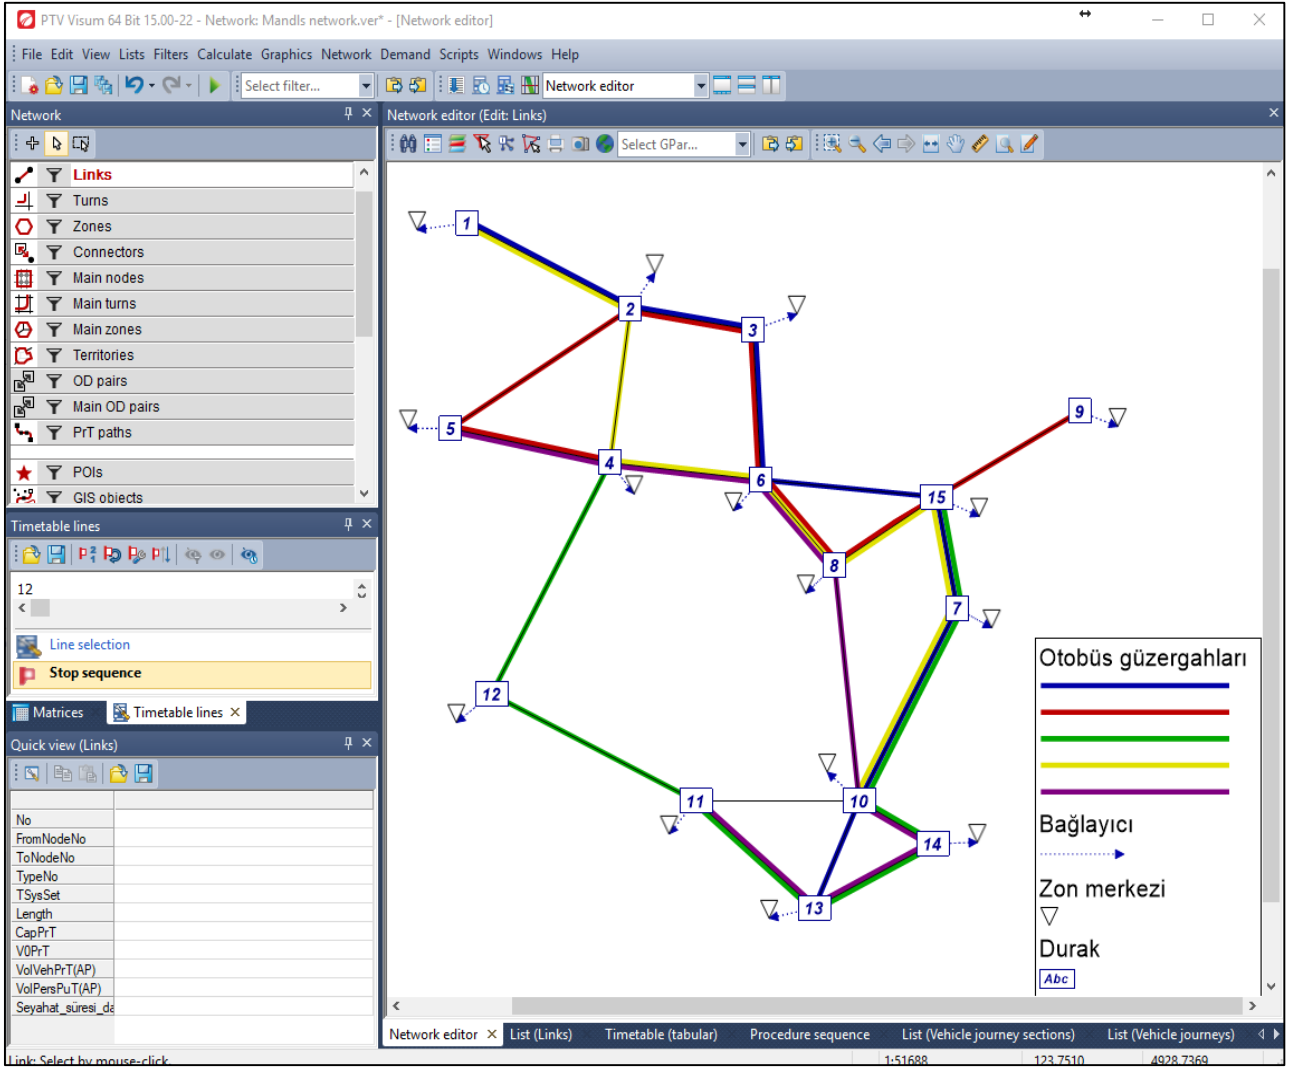 PTV Visum 64 Bit 15.00-22 - Network: Mandls network.ver* - [Network editor]
File Edit View Lists Filters Calculate Graphics Network Demand Scripts Windows Help
Select filter... Network editor
Network
Network editor (Edit: Links)
Select GPar...
Links
Turns
Zones
Connectors
Main nodes
Main turns
Main zones
Territories
OD pairs
Main OD pairs
PrT paths
POIs
GIS objects
Timetable lines
12
Line selection
Stop sequence
Matrices Timetable lines
Quick view (Links)
No
FromNodeNo
ToNodeNo
TypeNo
TSysSet
Length
CapPrT
V0PrT
VolVehPrT(AP)
VolPersPuT(AP)
Seyahat_süresi_da
1
2
3
9
5
4
6
15
8
7
12
11
10
14
13
Otobüs güzergahları
Bağlayıcı
Zon merkezi
Durak
Abc
Network editor List (Links) Timetable (tabular) Procedure sequence List (Vehicle journey sections) List (Vehicle journeys)
Link: Select by mouse-click. 1:51688 123.7510 4928.7369